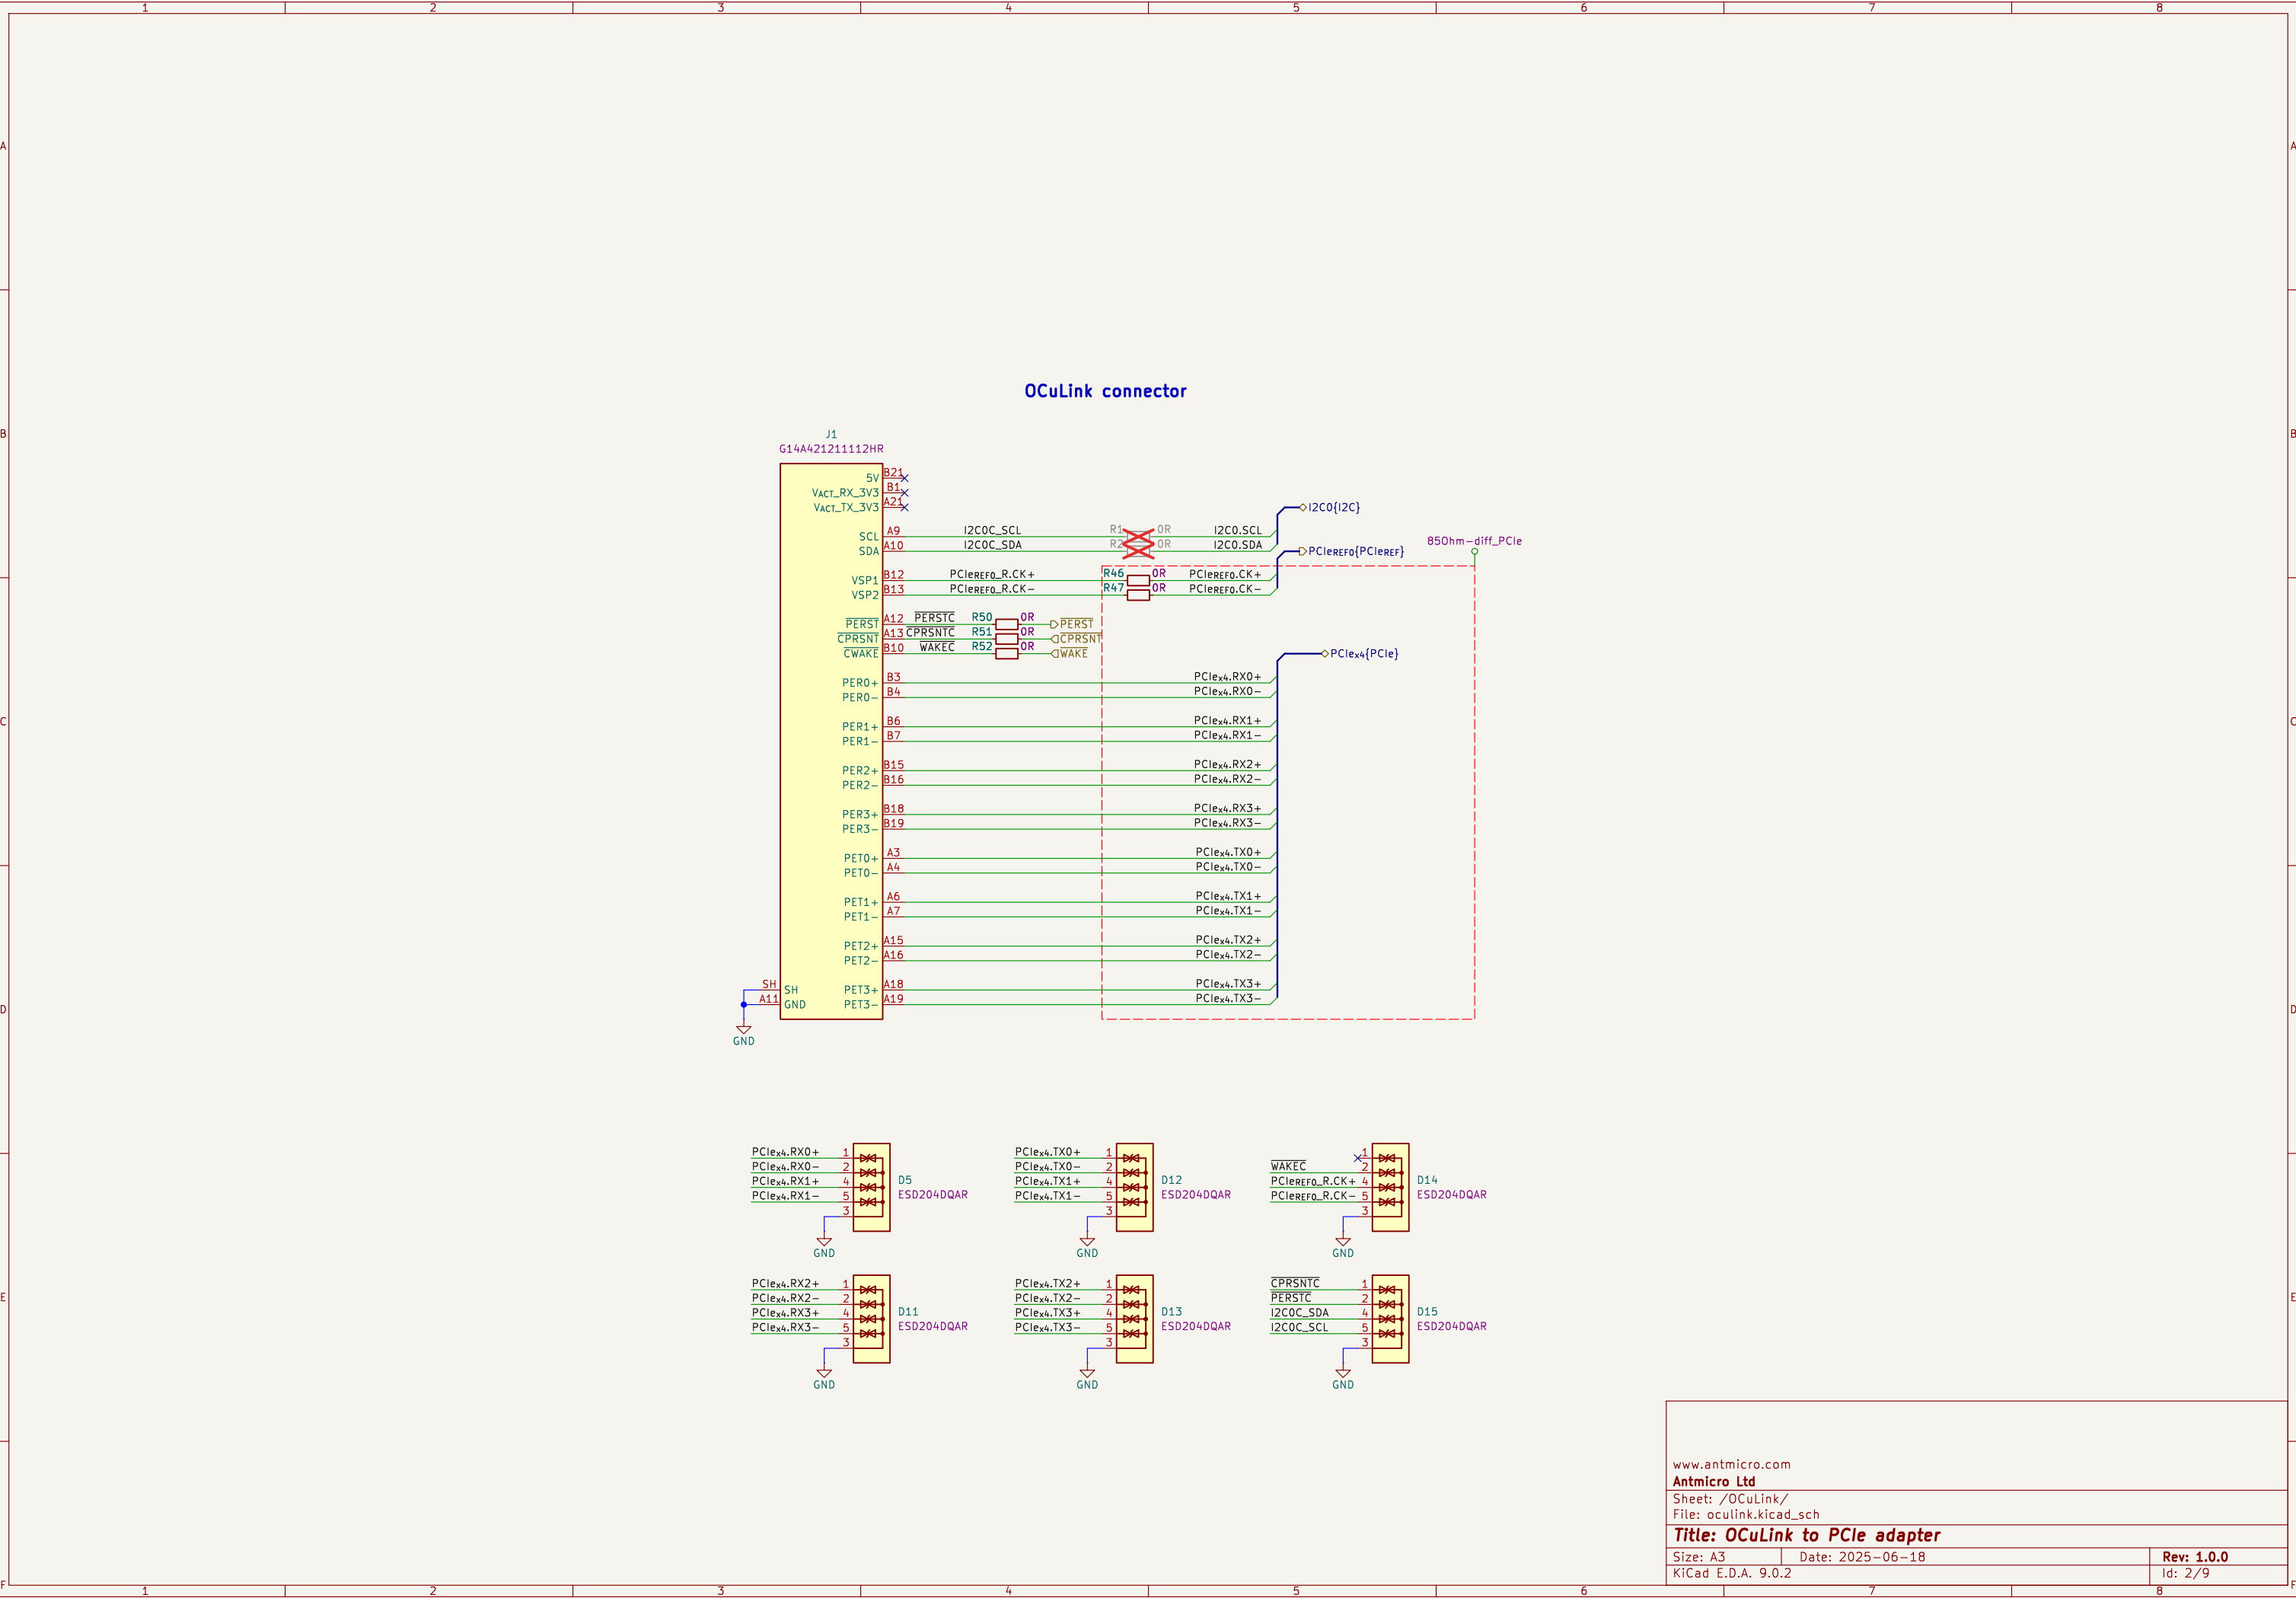 1 2 3 4 5 6 7 8
A A
B B
C C
D D
E E
F F
OCuLink connector
J1
G14A421211112HR
5V B21
VACT_RX_3V3 B1
VACT_TX_3V3 A21
SCL A9 I2C0C_SCL R1 0R I2C0.SCL
SDA A10 I2C0C_SDA R2 0R I2C0.SDA
I2C0{I2C}
VSP1 B12 PCIeREF0_R.CK+ R46 0R PCIeREF0.CK+
VSP2 B13 PCIeREF0_R.CK- R47 0R PCIeREF0.CK-
PCIeREF0{PCIeREF}
85Ohm-diff_PCIe
PERST A12 PERSTC R50 0R PERST
CPRSNT A13 CPRSNTC R51 0R CPRSNT
CWAKE B10 WAKEC R52 0R WAKE
PCIex4{PCIe}
PER0+ B3 PCIex4.RX0+
PER0- B4 PCIex4.RX0-
PER1+ B6 PCIex4.RX1+
PER1- B7 PCIex4.RX1-
PER2+ B15 PCIex4.RX2+
PER2- B16 PCIex4.RX2-
PER3+ B18 PCIex4.RX3+
PER3- B19 PCIex4.RX3-
PET0+ A3 PCIex4.TX0+
PET0- A4 PCIex4.TX0-
PET1+ A6 PCIex4.TX1+
PET1- A7 PCIex4.TX1-
PET2+ A15 PCIex4.TX2+
PET2- A16 PCIex4.TX2-
SH SH PET3+ A18 PCIex4.TX3+
A11 GND PET3- A19 PCIex4.TX3-
GND
PCIex4.RX0+ 1
PCIex4.RX0- 2
PCIex4.RX1+ 4
PCIex4.RX1- 5
3
D5
ESD204DQAR
GND
PCIex4.TX0+ 1
PCIex4.TX0- 2
PCIex4.TX1+ 4
PCIex4.TX1- 5
3
D12
ESD204DQAR
GND
1
WAKEC 2
PCIeREF0_R.CK+ 4
PCIeREF0_R.CK- 5
3
D14
ESD204DQAR
GND
PCIex4.RX2+ 1
PCIex4.RX2- 2
PCIex4.RX3+ 4
PCIex4.RX3- 5
3
D11
ESD204DQAR
GND
PCIex4.TX2+ 1
PCIex4.TX2- 2
PCIex4.TX3+ 4
PCIex4.TX3- 5
3
D13
ESD204DQAR
GND
CPRSNTC 1
PERSTC 2
I2C0C_SDA 4
I2C0C_SCL 5
3
D15
ESD204DQAR
GND
www.antmicro.com
Antmicro Ltd
Sheet: /OCuLink/
File: oculink.kicad_sch
Title: OCuLink to PCIe adapter
Size: A3 Date: 2025-06-18 Rev: 1.0.0
KiCad E.D.A. 9.0.2 Id: 2/9
1 2 3 4 5 6 7 8